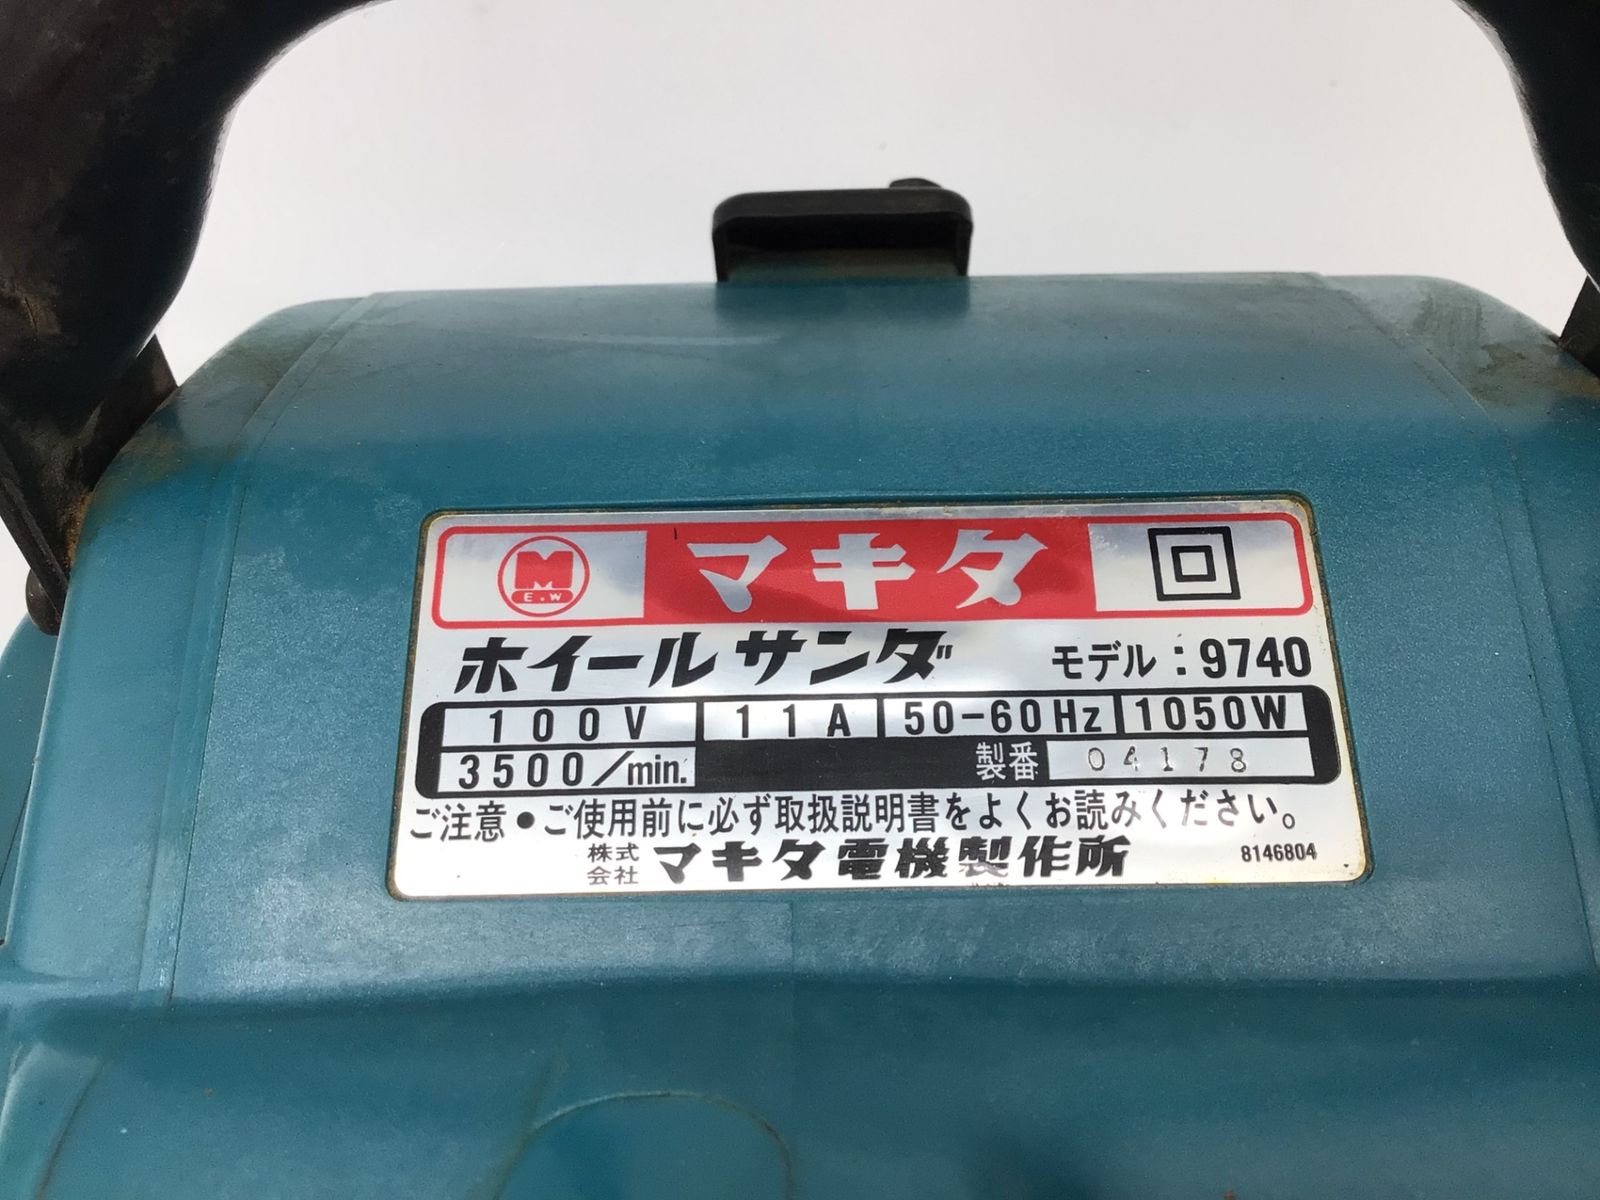 M
E.W
マキタ
ホイールサンダ モデル:9740
100V 11A 50-60Hz 1050W
3500/min. 製番 04178
ご注意●ご使用前に必ず取扱説明書をよくお読みください。
株式会社 マキタ電機製作所 8146804